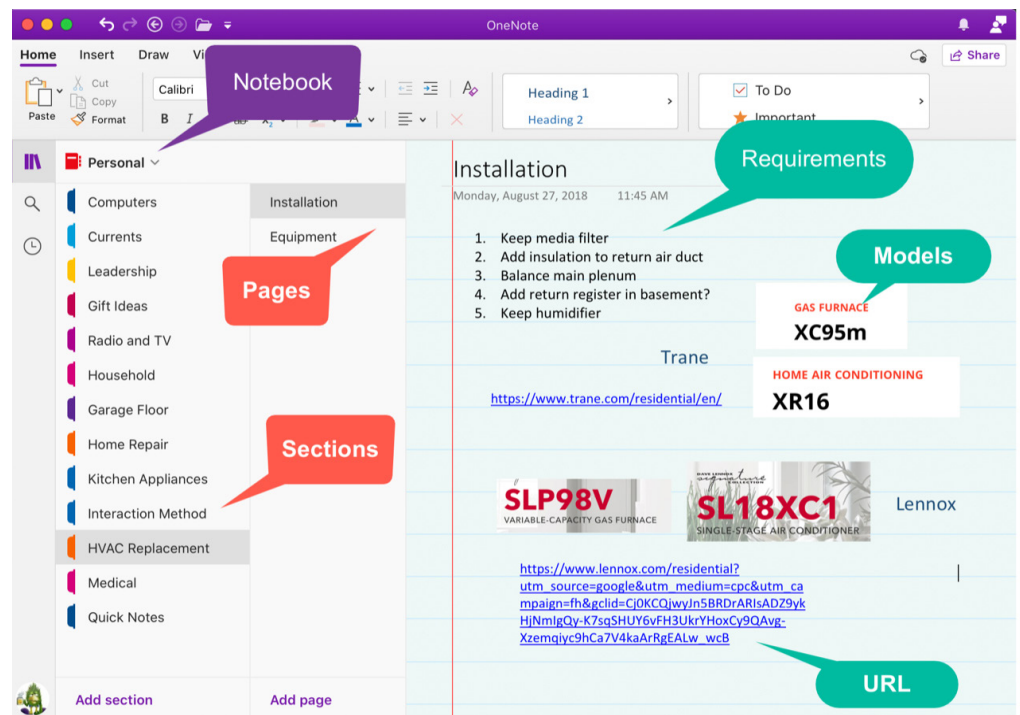 OneNote
Home Insert Draw Vi
Share
Notebook
Cut
Copy
Paste
Format
Calibri
B I
Heading 1
Heading 2
To Do
Important
Personal
Computers
Currents
Leadership
Gift Ideas
Radio and TV
Household
Garage Floor
Home Repair
Kitchen Appliances
Interaction Method
HVAC Replacement
Medical
Quick Notes
Add section
Installation
Equipment
Pages
Sections
Add page
Installation
Monday, August 27, 2018 11:45 AM
Requirements
1. Keep media filter
2. Add insulation to return air duct
3. Balance main plenum
4. Add return register in basement?
5. Keep humidifier
Models
GAS FURNACE
XC95m
Trane
HOME AIR CONDITIONING
XR16
https://www.trane.com/residential/en/
SLP98V
VARIABLE-CAPACITY GAS FURNACE
DAVE LENNOX
signature
COLLECTION
SL18XC1
SINGLE-STAGE AIR CONDITIONER
Lennox
https://www.lennox.com/residential?
utm_source=google&utm_medium=cpc&utm_ca
mpaign=fh&gclid=Cj0KCQjwyJn5BRDrARIsADZ9yk
HjNmIgQy-K7sqSHUY6vFH3UkrYHoxCy9QAvg-
Xzemqiyc9hCa7V4kaArRgEALw_wcB
URL